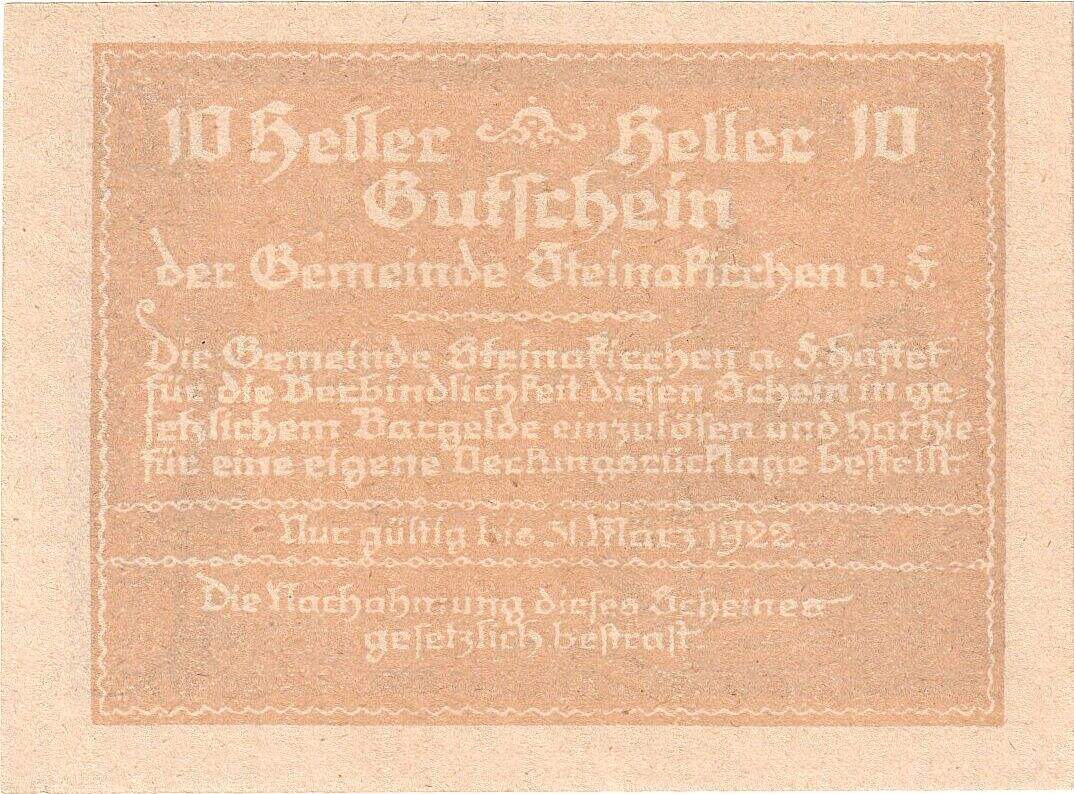 10 Heller Heller 10
Gutschein
der Gemeinde Steinakirchen a. F.
Die Gemeinde Steinakirchen a. F. haftet
für die Verbindlichkeit diesen Schein in ge-
setzlichem Bargelde einzulösen und hat hie
für eine eigene Deckungsrücklage bestellt.
Nur gültig bis 31. März 1922.
Die Nachahmung dieses Scheines
gesetzlich bestraft.